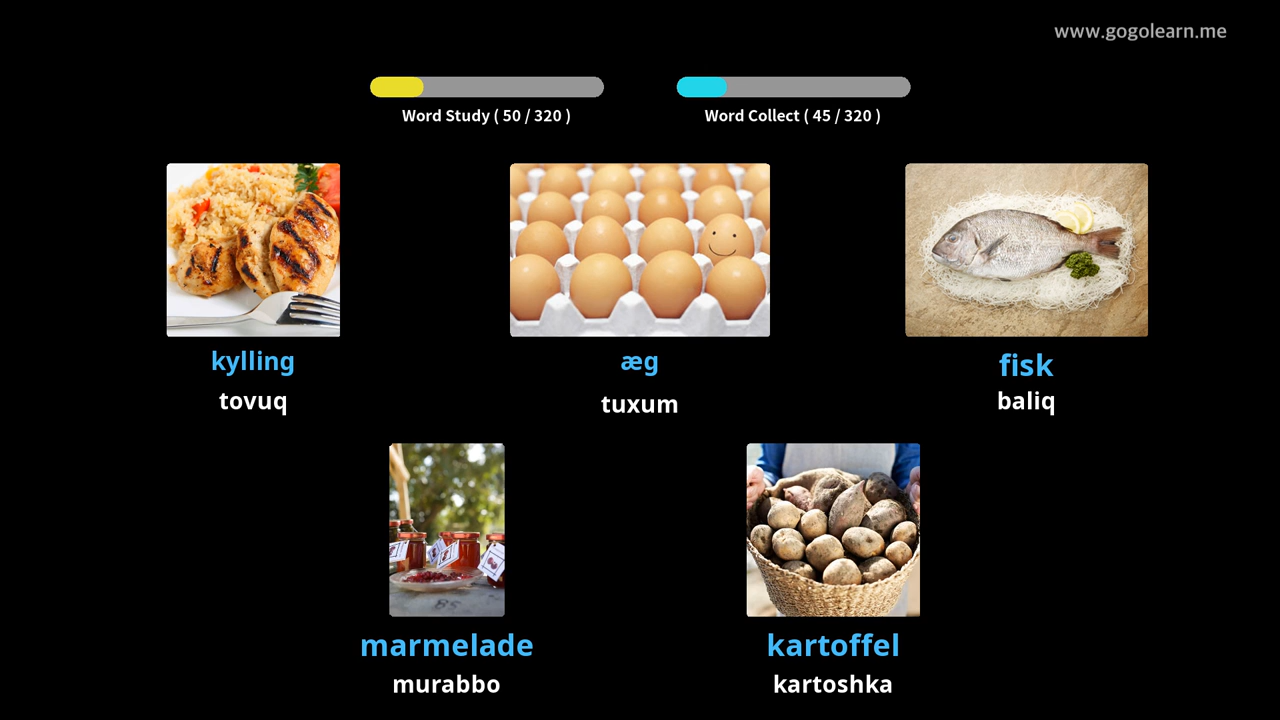 www.gogolearn.me
Word Study ( 50 / 320 )
Word Collect ( 45 / 320 )
kylling
tovuq
æg
tuxum
fisk
baliq
marmelade
murabbo
kartoffel
kartoshka